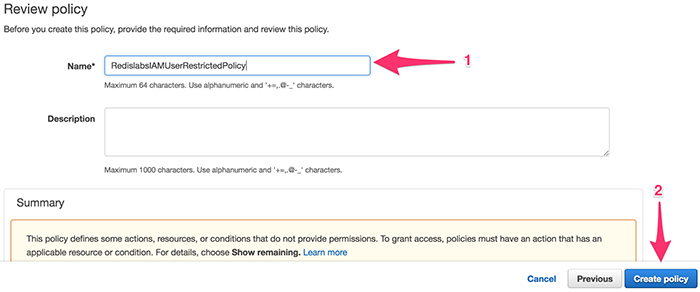 Review policy
Before you create this policy, provide the required information and review this policy.
Name* RedislabsIAMUserRestrictedPolicy 1
Maximum 64 characters. Use alphanumeric and '+=,.@-_' characters.
Description
Maximum 1000 characters. Use alphanumeric and '+=,.@-_' characters.
2
Summary
This policy defines some actions, resources, or conditions that do not provide permissions. To grant access, policies must have an action that has an
applicable resource or condition. For details, choose Show remaining. Learn more
Cancel Previous Create policy